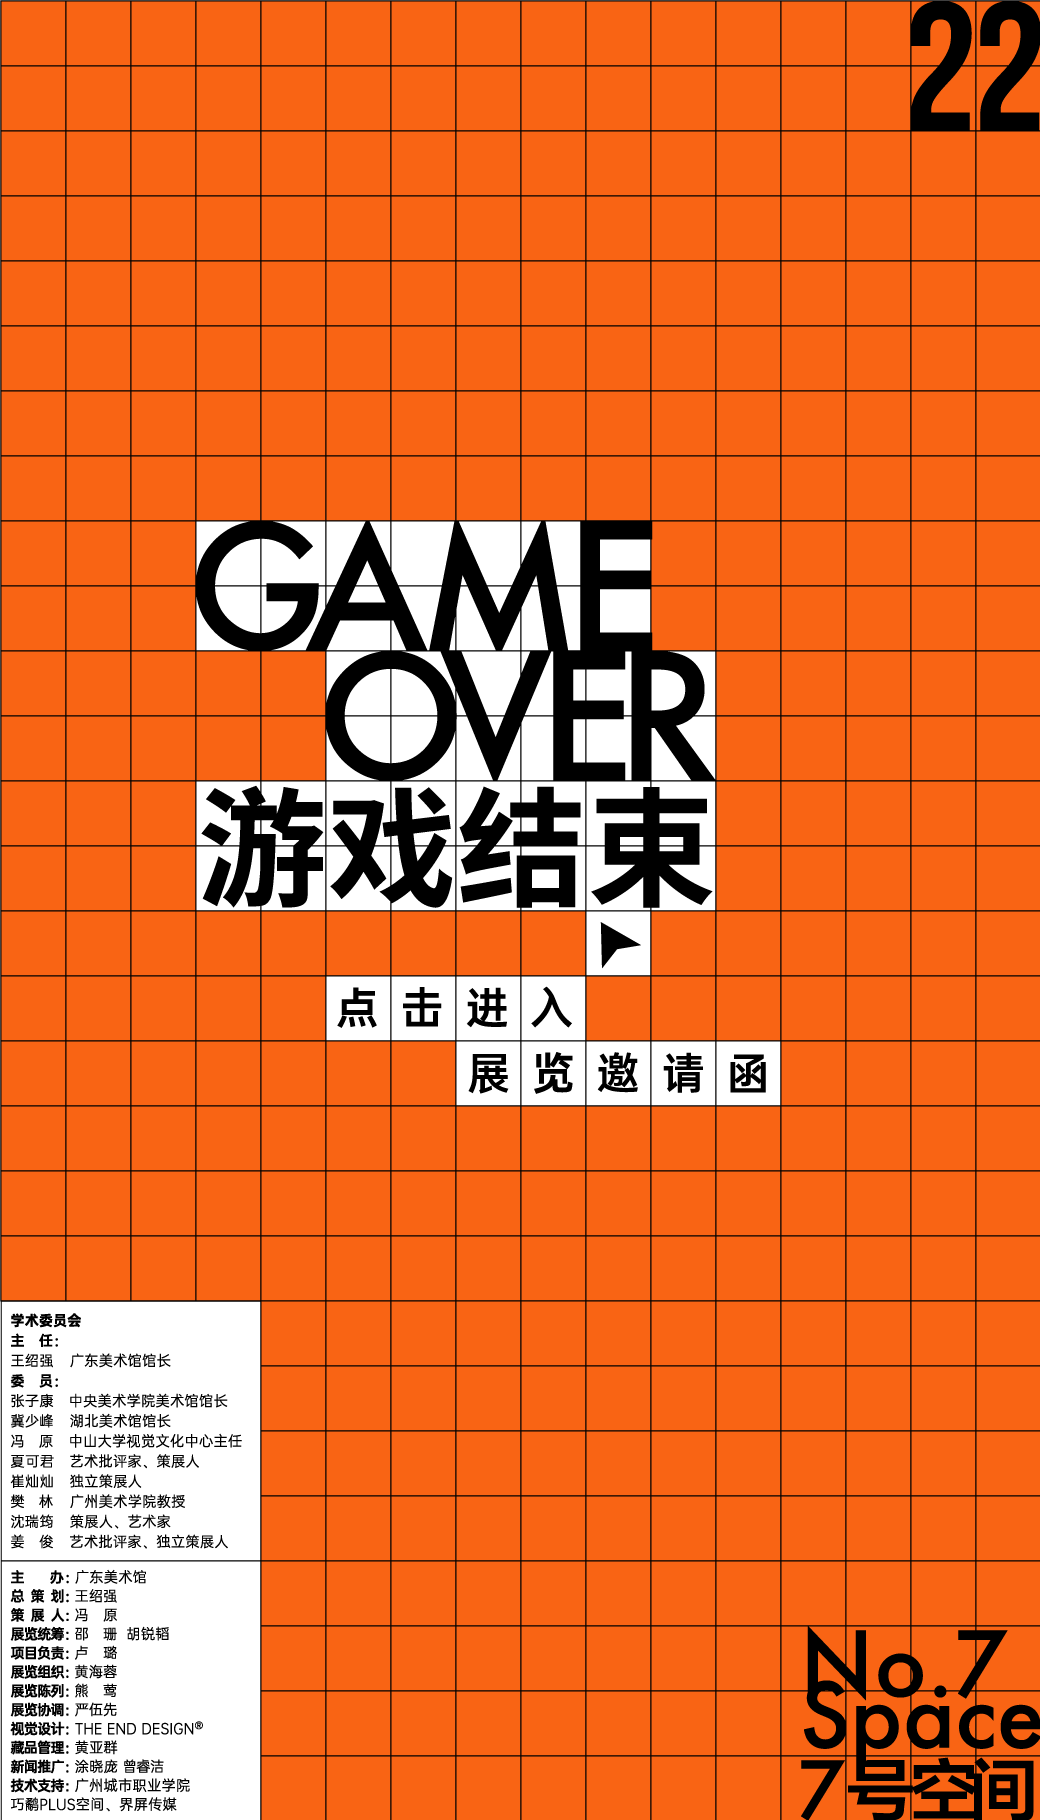 22
GAME
OVER
游戏结束
点击进入
展览邀请函
学术委员会
主 任：
王绍强 广东美术馆馆长
委 员：
张子康 中央美术学院美术馆馆长
冀少峰 湖北美术馆馆长
冯 原 中山大学视觉文化中心主任
夏可君 艺术批评家、策展人
崔灿灿 独立策展人
樊 林 广州美术学院教授
沈瑞筠 策展人、艺术家
姜 俊 艺术批评家、独立策展人
主 办：广东美术馆
总 策 划：王绍强
策 展 人：冯 原
展览统筹：邵 珊 胡锐韬
项目负责：卢 璐
展览组织：黄海蓉
展览陈列：熊 莺
展览协调：严伍先
视觉设计：THE END DESIGN®
藏品管理：黄亚群
新闻推广：涂晓庞 曾睿洁
技术支持：广州城市职业学院
巧鹬PLUS空间、界屏传媒
No.7
Space
7号空间